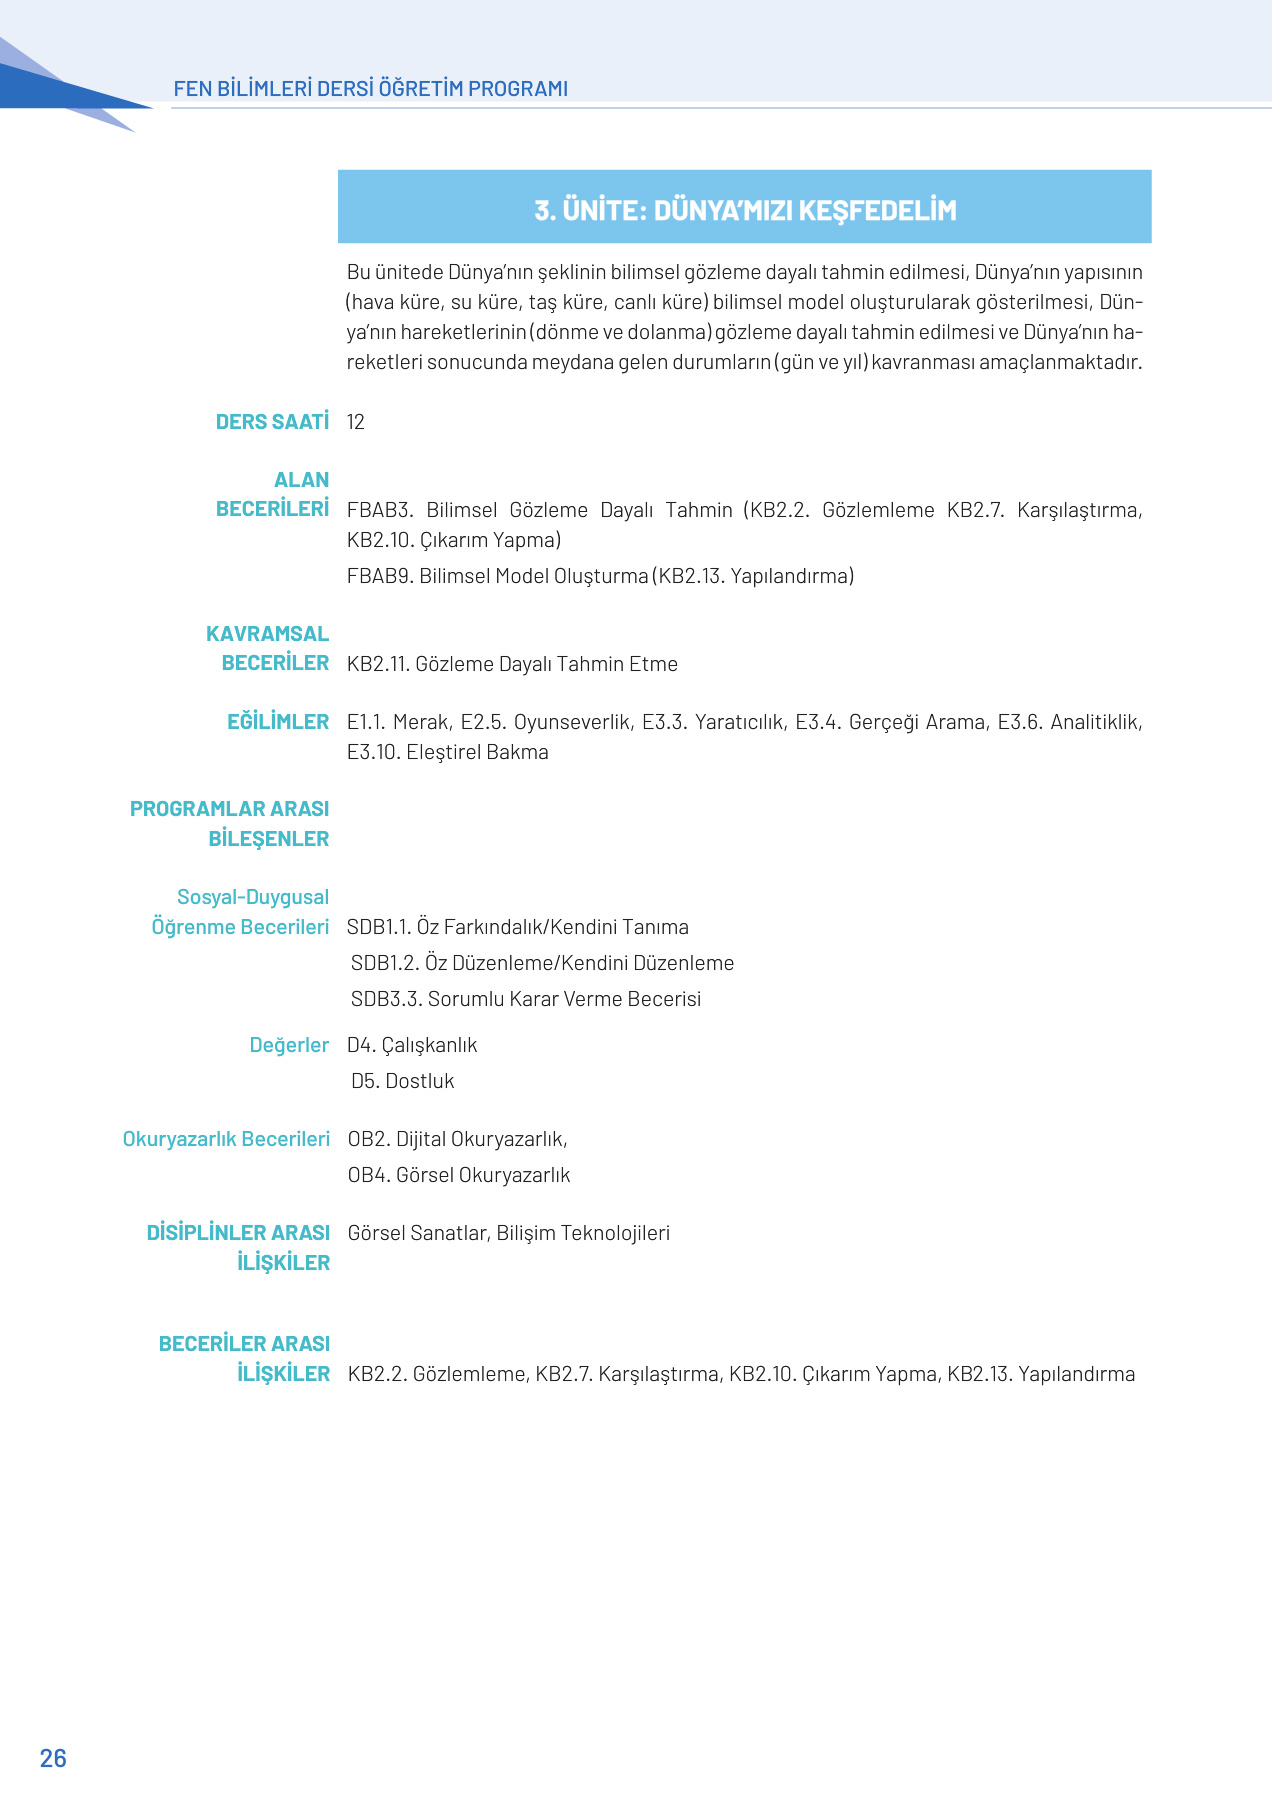 FEN BİLİMLERİ DERSİ ÖĞRETİM PROGRAMI
3. ÜNİTE: DÜNYA’MIZI KEŞFEDELİM
Bu ünitede Dünya’nın şeklinin bilimsel gözleme dayalı tahmin edilmesi, Dünya’nın yapısının
(hava küre, su küre, taş küre, canlı küre) bilimsel model oluşturularak gösterilmesi, Dün-
ya’nın hareketlerinin (dönme ve dolanma) gözleme dayalı tahmin edilmesi ve Dünya’nın ha-
reketleri sonucunda meydana gelen durumların (gün ve yıl) kavranması amaçlanmaktadır.
DERS SAATİ 12
ALAN
BECERİLERİ FBAB3. Bilimsel Gözleme Dayalı Tahmin (KB2.2. Gözlemleme KB2.7. Karşılaştırma,
KB2.10. Çıkarım Yapma)
FBAB9. Bilimsel Model Oluşturma (KB2.13. Yapılandırma)
KAVRAMSAL
BECERİLER KB2.11. Gözleme Dayalı Tahmin Etme
EĞİLİMLER E1.1. Merak, E2.5. Oyunseverlik, E3.3. Yaratıcılık, E3.4. Gerçeği Arama, E3.6. Analitiklik,
E3.10. Eleştirel Bakma
PROGRAMLAR ARASI
BİLEŞENLER
Sosyal-Duygusal
Öğrenme Becerileri SDB1.1. Öz Farkındalık/Kendini Tanıma
SDB1.2. Öz Düzenleme/Kendini Düzenleme
SDB3.3. Sorumlu Karar Verme Becerisi
Değerler D4. Çalışkanlık
D5. Dostluk
Okuryazarlık Becerileri OB2. Dijital Okuryazarlık,
OB4. Görsel Okuryazarlık
DİSİPLİNLER ARASI Görsel Sanatlar, Bilişim Teknolojileri
İLİŞKİLER
BECERİLER ARASI
İLİŞKİLER KB2.2. Gözlemleme, KB2.7. Karşılaştırma, KB2.10. Çıkarım Yapma, KB2.13. Yapılandırma
26